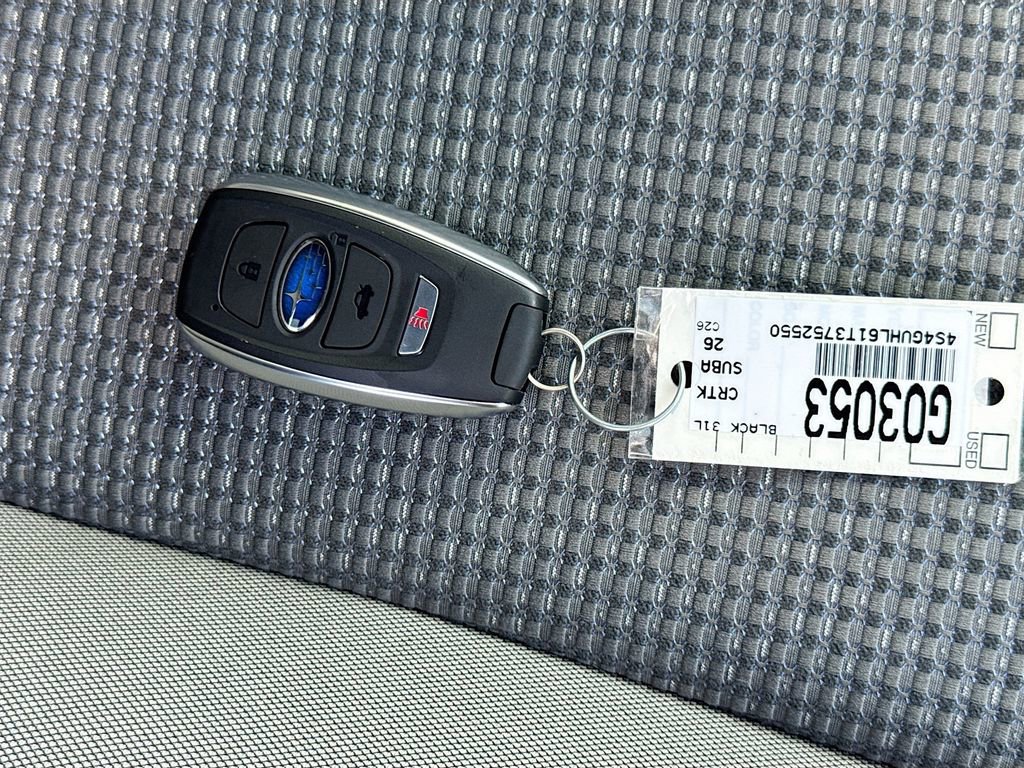 NEW
USED
G03053
4S4GUHL61T3752550
CRTK
SUBA
26
C26
BLACK 31L